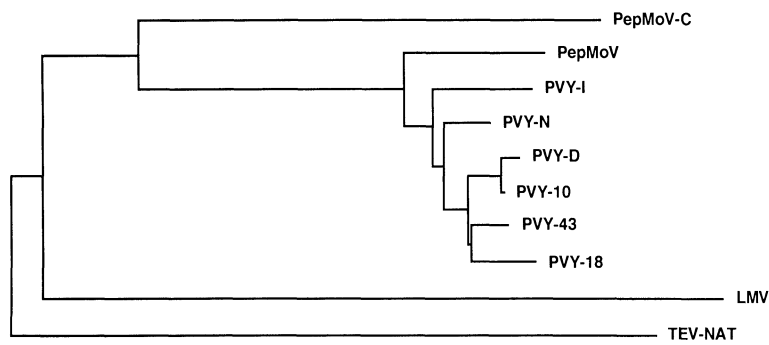 PepMoV-C
PepMoV
PVY-I
PVY-N
PVY-D
PVY-10
PVY-43
PVY-18
LMV
TEV-NAT